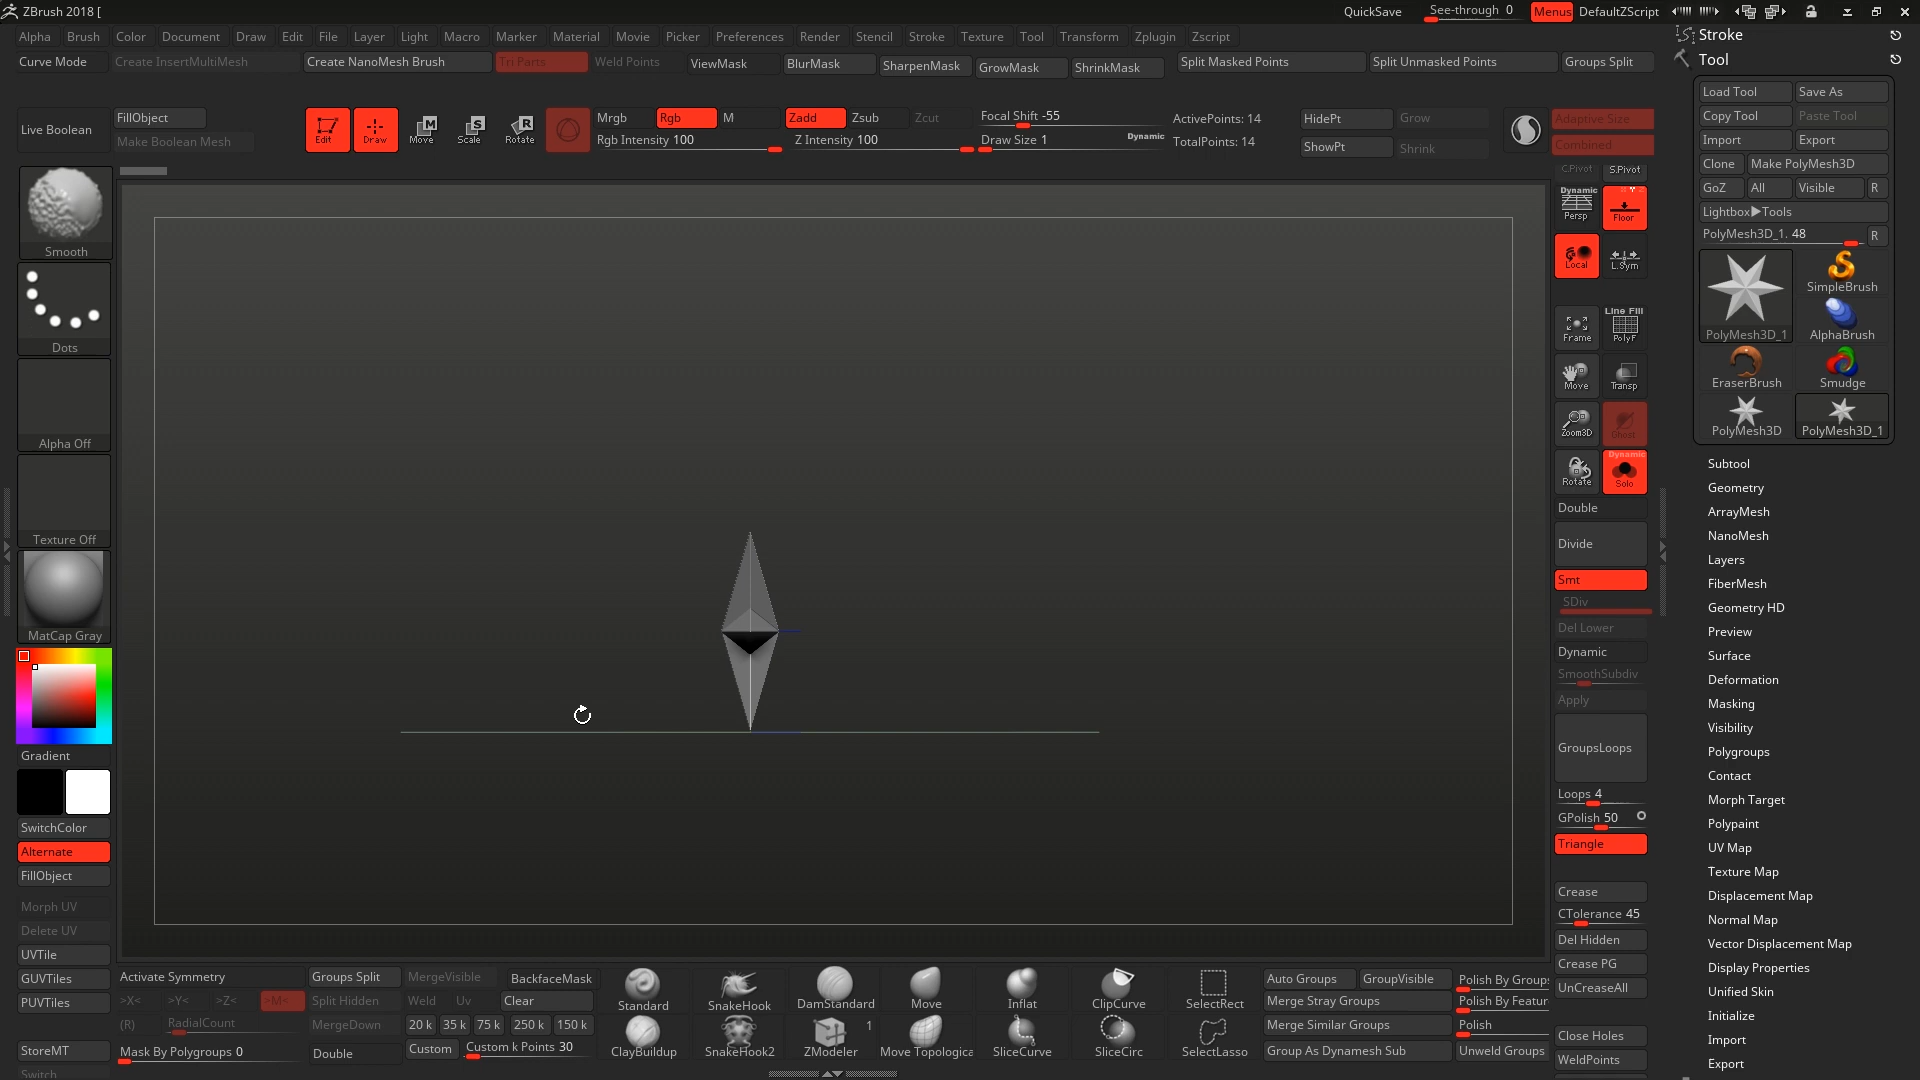 ZBrush 2018 [
QuickSave
See-through 0
Menus
DefaultZScript
Alpha Brush Color Document Draw Edit File Layer Light Macro Marker Material Movie Picker Preferences Render Stencil Stroke Texture Tool Transform Zplugin Zscript
Stroke
Curve Mode
Create InsertMultiMesh
Create NanoMesh Brush
Tri Parts
Weld Points
ViewMask
BlurMask
SharpenMask
GrowMask
ShrinkMask
Split Masked Points
Split Unmasked Points
Groups Split
Tool
Load Tool
Save As
Copy Tool
Paste Tool
Import
Export
Clone
Make PolyMesh3D
GoZ
All
Visible
R
Lightbox▶Tools
PolyMesh3D_1. 48
R
PolyMesh3D_1
SimpleBrush
AlphaBrush
EraserBrush
Smudge
PolyMesh3D
PolyMesh3D_1
Live Boolean
FillObject
Make Boolean Mesh
Edit
Draw
Move
Scale
Rotate
M
S
R
Mrgb
Rgb
M
Rgb Intensity 100
Zadd
Zsub
Zcut
Z Intensity 100
Focal Shift -55
Draw Size 1
Dynamic
ActivePoints: 14
TotalPoints: 14
HidePt
Grow
ShowPt
Shrink
Adaptive Size
Combined
Smooth
Dots
Alpha Off
Texture Off
MatCap Gray
Gradient
SwitchColor
Alternate
FillObject
Morph UV
Delete UV
UVTile
GUVTiles
PUVTiles
StoreMT
Switch
C.Pivot
S.Pivot
Dynamic
Persp
Floor
Local
L.Sym
Frame
Line Fill
PolyF
Move
Transp
Zoom3D
Ghost
Rotate
Dynamic
Solo
Double
Divide
Smt
SDiv
Del Lower
Dynamic
SmoothSubdiv
Apply
GroupsLoops
Loops 4
GPolish 50
Triangle
Crease
CTolerance 45
Del Hidden
Crease PG
UnCreaseAll
Close Holes
WeldPoints
Subtool
Geometry
ArrayMesh
NanoMesh
Layers
FiberMesh
Geometry HD
Preview
Surface
Deformation
Masking
Visibility
Polygroups
Contact
Morph Target
Polypaint
UV Map
Texture Map
Displacement Map
Normal Map
Vector Displacement Map
Display Properties
Unified Skin
Initialize
Import
Export
Activate Symmetry
>X<
>Y<
>Z<
>M<
(R)
RadialCount
Mask By Polygroups 0
Groups Split
MergeVisible
BackfaceMask
Split Hidden
Weld
Uv
Clear
MergeDown
20 k
35 k
75 k
250 k
150 k
Double
Custom
Custom k Points 30
Standard
SnakeHook
DamStandard
Move
Inflat
ClipCurve
SelectRect
ClayBuildup
SnakeHook2
ZModeler
1
Move Topologica
SliceCurve
SliceCirc
SelectLasso
Auto Groups
GroupVisible
Polish By Groups
Merge Stray Groups
Polish By Featur
Merge Similar Groups
Polish
Group As Dynamesh Sub
Unweld Groups